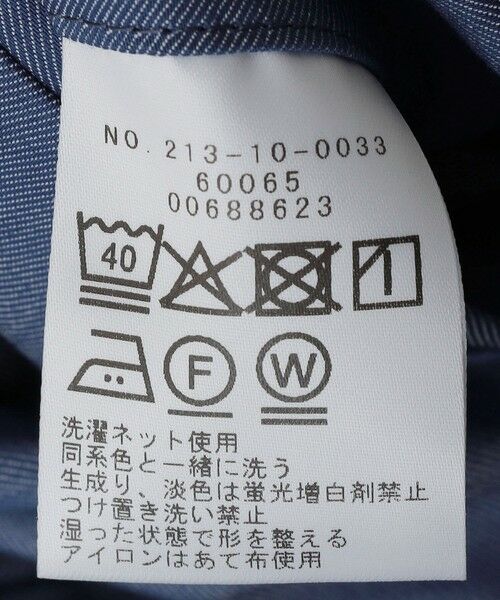 NO. 213-10-0033
60065
00688623
40
F W
洗濯ネット使用
同系色と一緒に洗う
生成り、淡色は蛍光増白剤禁止
つけ置き洗い禁止
湿った状態で形を整える
アイロンはあて布使用